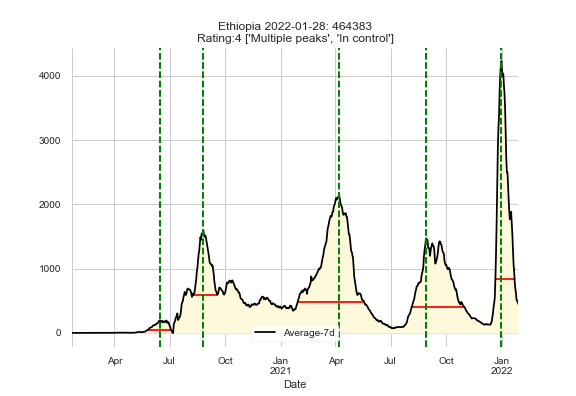 Ethiopia 2022-01-28: 464383
Rating:4 ['Multiple peaks', 'In control']
4000
3000
2000
1000
0
Average-7d
Apr Jul Oct Jan Apr Jul Oct Jan
2021 2022
Date